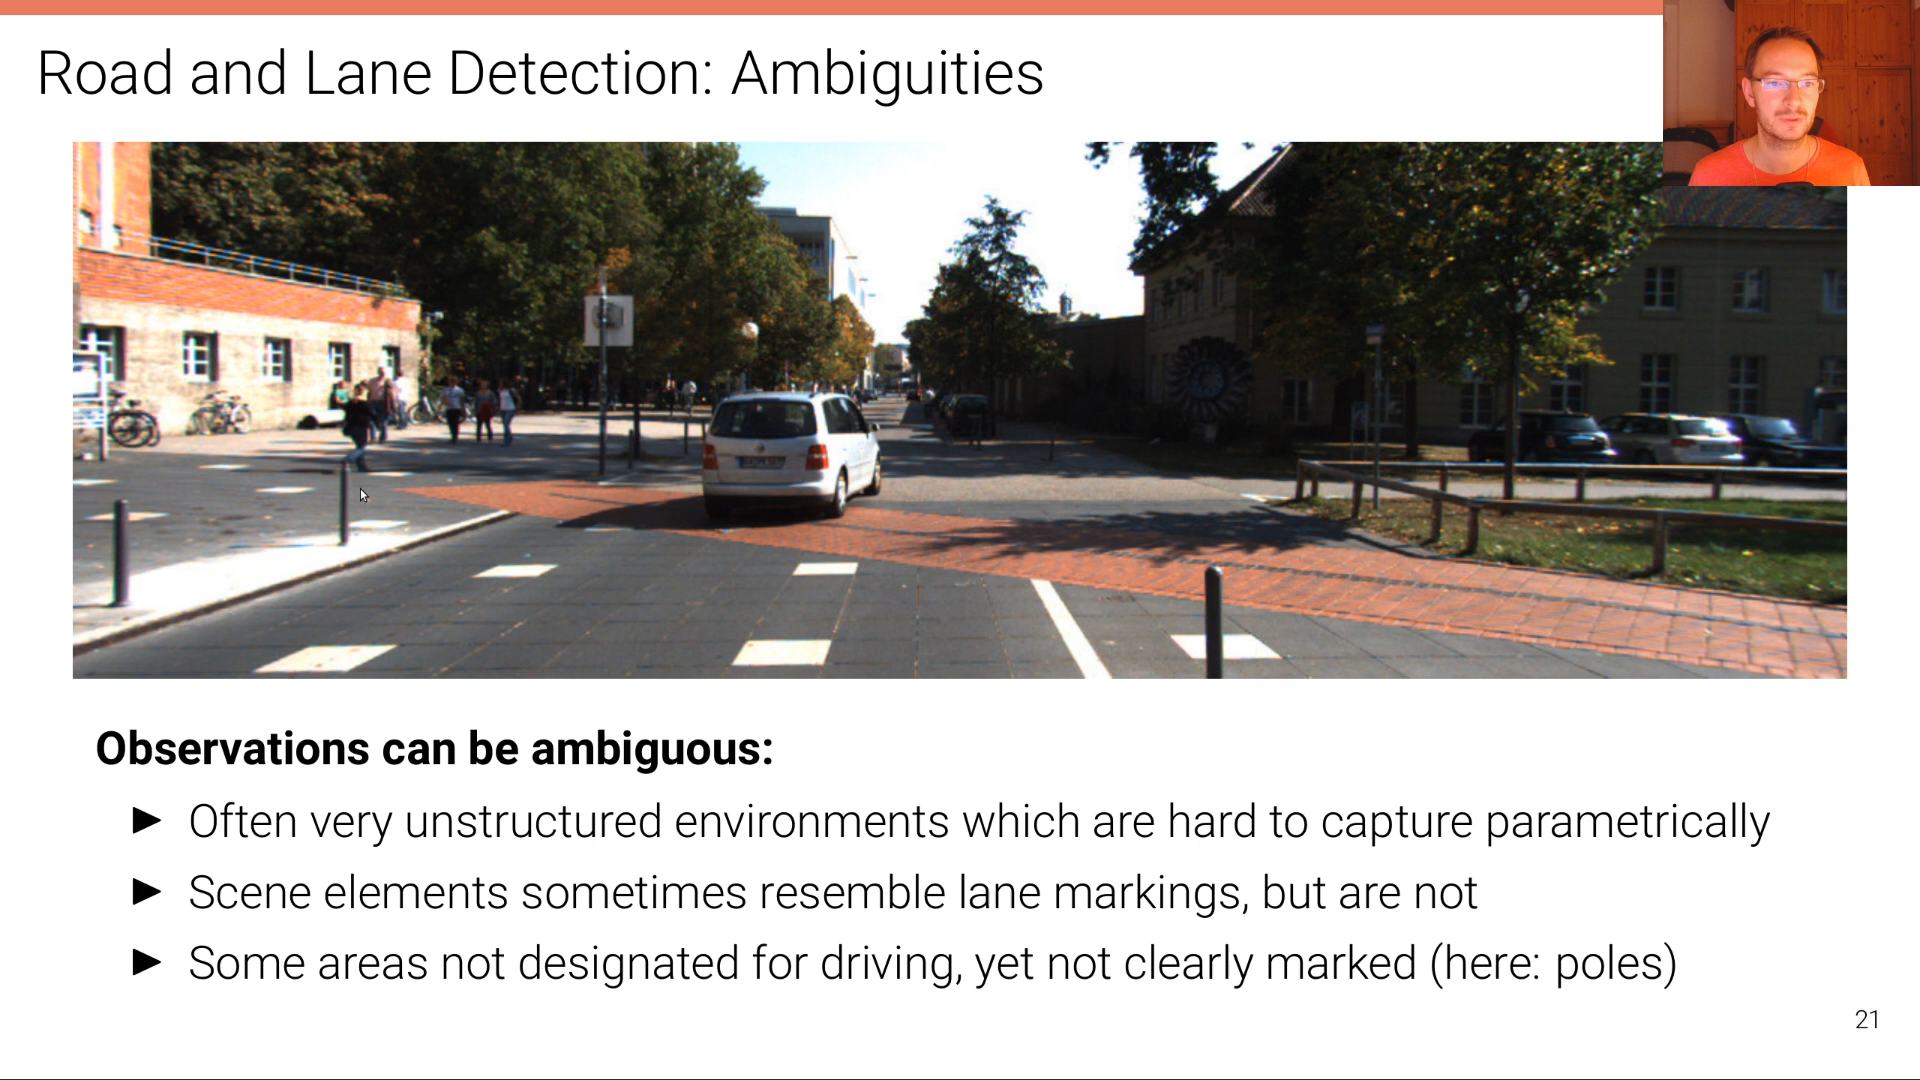 Road and Lane Detection: Ambiguities
Observations can be ambiguous:
► Often very unstructured environments which are hard to capture parametrically
► Scene elements sometimes resemble lane markings, but are not
► Some areas not designated for driving, yet not clearly marked (here: poles)
21